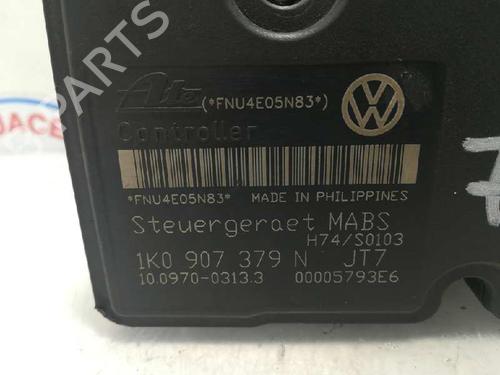 Ate (*FNU4E05N83*)
Controller
*FNU4E05N83* MADE IN PHILIPPINES
Steuergeraet MABS
H74/S0103
1K0 907 379 N JT7
10.0970-0313.3 00005793E6
B-PARTS